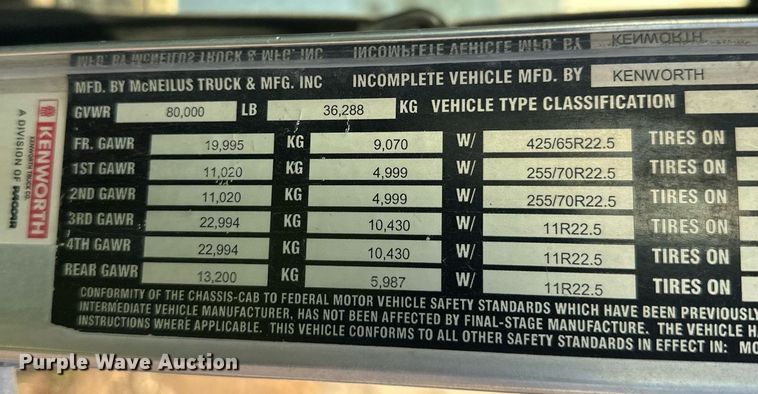 MFD. BY McNEILUS TRUCK & MFG. INC INCOMPLETE VEHICLE MFD. BY KENWORTH
GVWR 80,000 LB 36,288 KG VEHICLE TYPE CLASSIFICATION
FR. GAWR 19,995 KG 9,070 W/ 425/65R22.5 TIRES ON
1ST GAWR 11,020 KG 4,999 W/ 255/70R22.5 TIRES ON
2ND GAWR 11,020 KG 4,999 W/ 255/70R22.5 TIRES ON
3RD GAWR 22,994 KG 10,430 W/ 11R22.5 TIRES ON
4TH GAWR 22,994 KG 10,430 W/ 11R22.5 TIRES ON
REAR GAWR 13,200 KG 5,987 W/ 11R22.5 TIRES ON
CONFORMITY OF THE CHASSIS-CAB TO FEDERAL MOTOR VEHICLE SAFETY STANDARDS WHICH HAVE BEEN PREVIOUSLY
INTERMEDIATE VEHICLE MANUFACTURER, HAS NOT BEEN AFFECTED BY FINAL-STAGE MANUFACTURE. THE VEHICLE HA
INSTRUCTIONS WHERE APPLICABLE. THIS VEHICLE CONFORMS TO ALL OTHER SAFETY STANDARDS IN EFFECT IN: MO
KENWORTH
KENWORTH TRUCK CO.
A DIVISION OF PACCAR
Purple Wave Auction